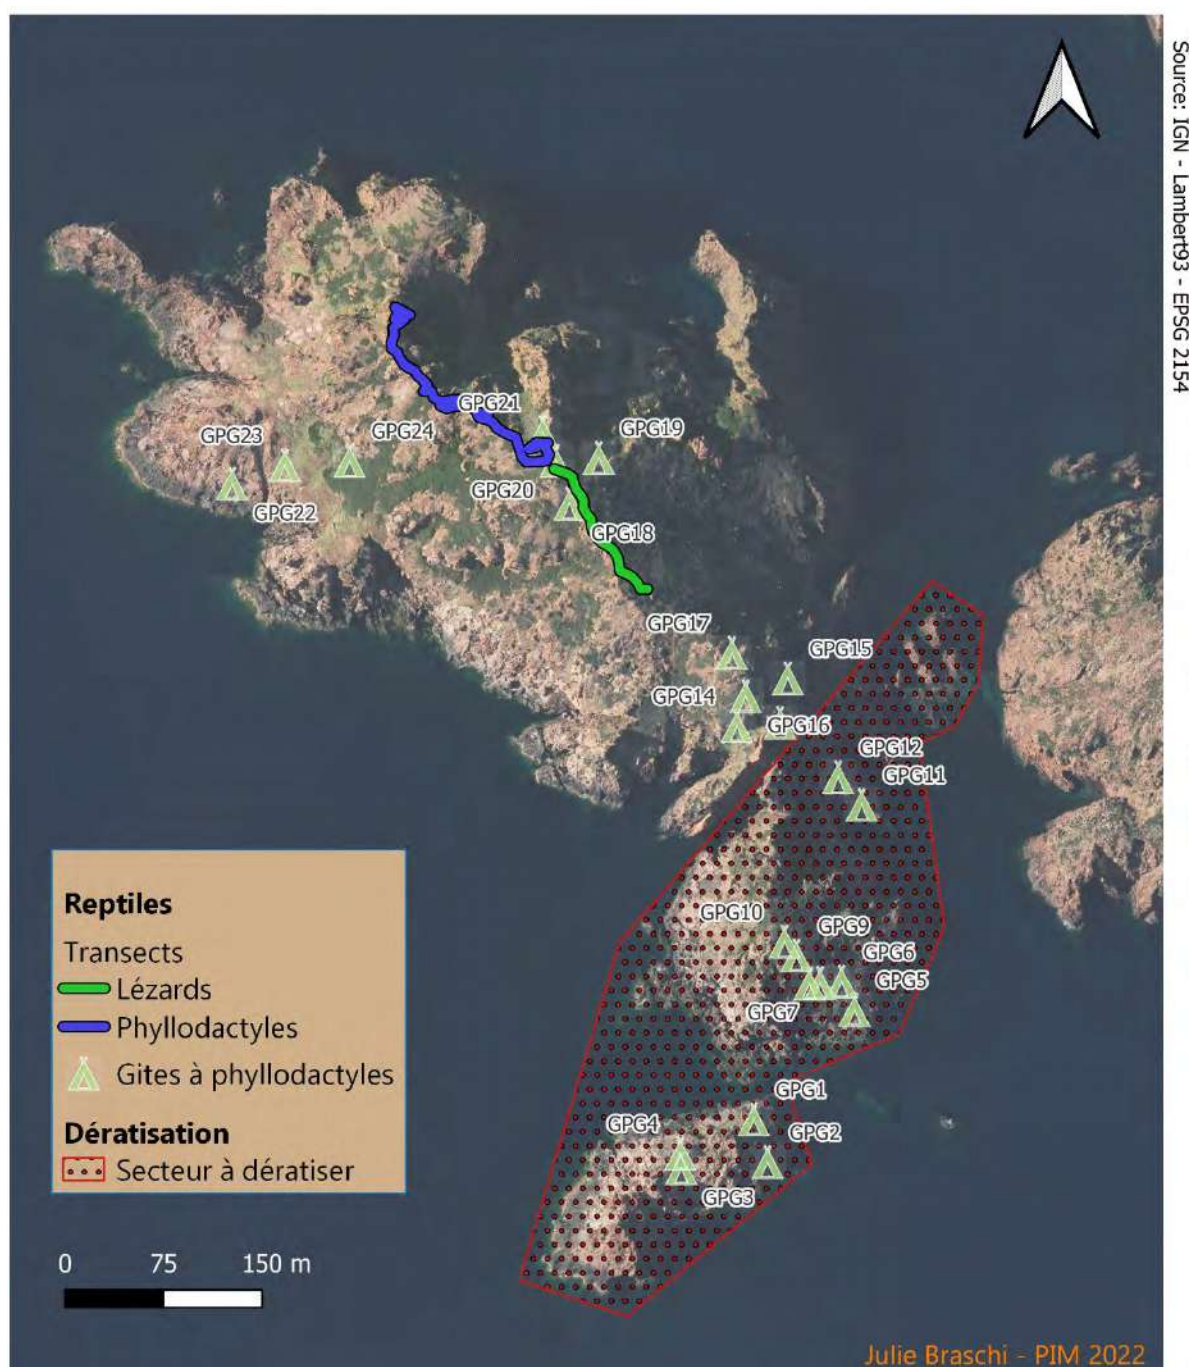 Source: IGN - Lambert93 - EPSG 2154
GPG21
GPG23
GPG24
GPG19
GPG20
GPG22
GPG18
GPG17
GPG15
GPG14
GPG16
GPG12
GPG11
GPG10
GPG9
GPG6
GPG5
GPG7
GPG1
GPG4
GPG2
GPG3
Reptiles
Transects
Lézards
Phyllodactyles
Gites à phyllodactyles
Dératisation
Secteur à dératiser
0 75 150 m
Julie Braschi - PIM 2022